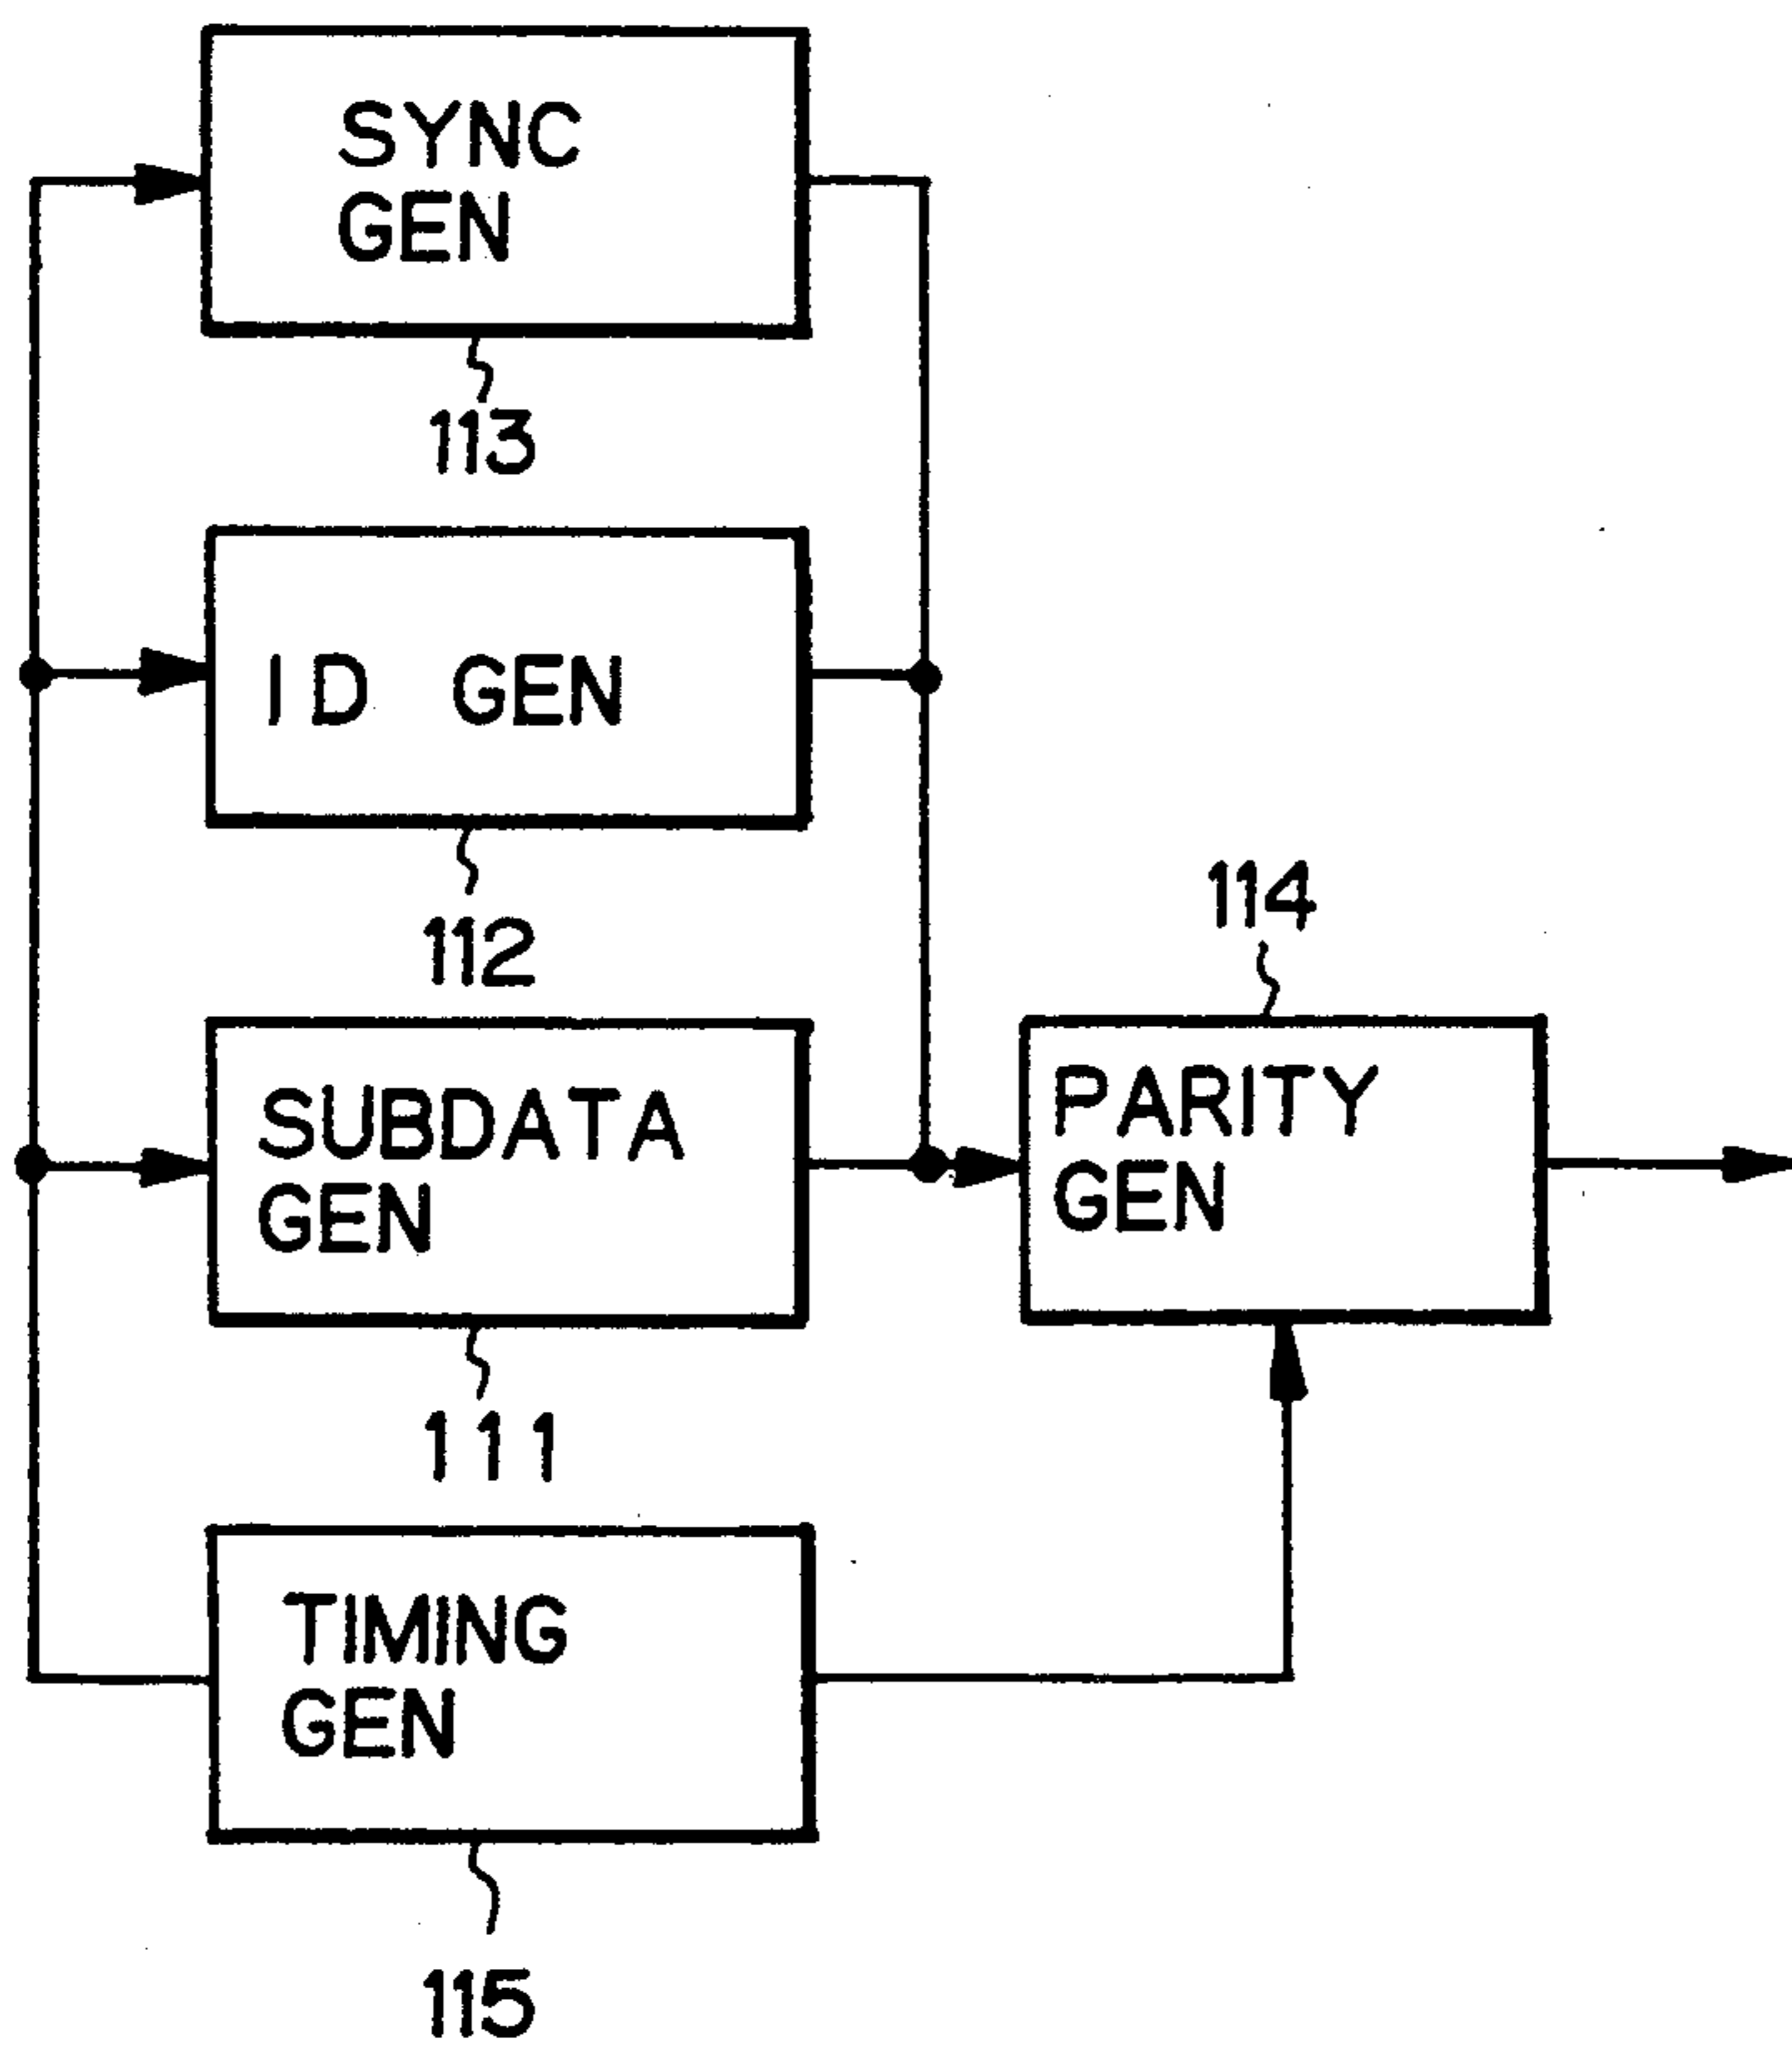 SYNC
GEN
113
ID GEN
112
114
SUBDATA
GEN
PARITY
GEN
111
TIMING
GEN
115